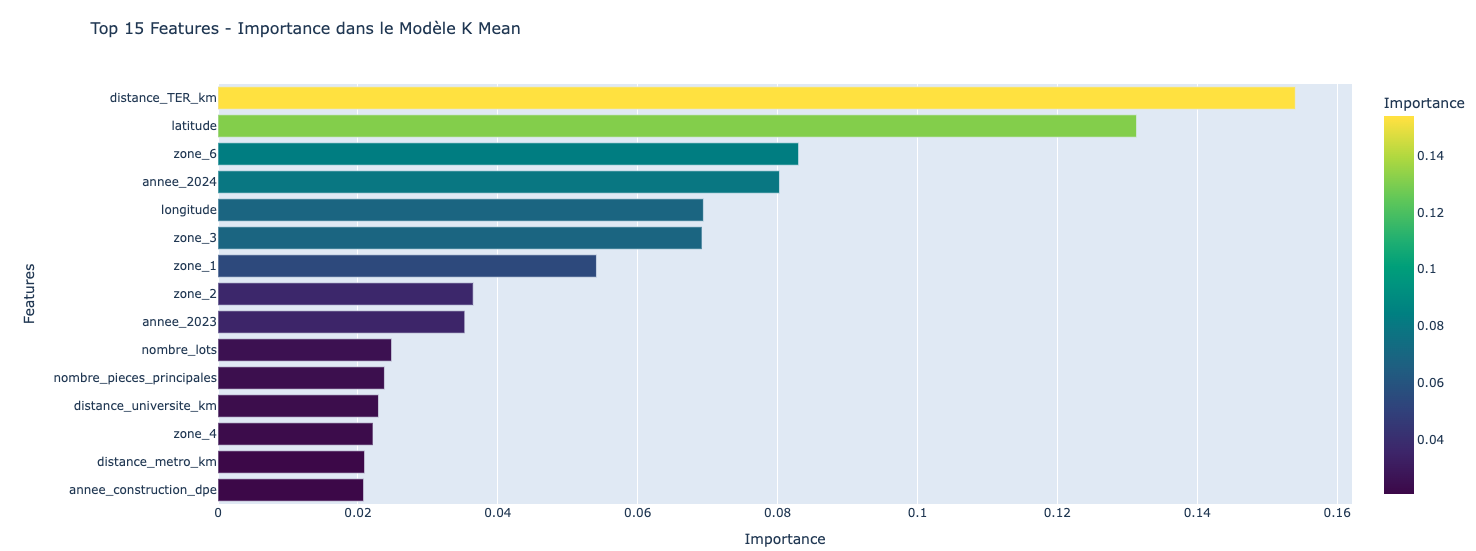 Top 15 Features - Importance dans le Modèle K Mean
Features
distance_TER_km
latitude
zone_6
annee_2024
longitude
zone_3
zone_1
zone_2
annee_2023
nombre_lots
nombre_pieces_principales
distance_universite_km
zone_4
distance_metro_km
annee_construction_dpe
0 0.02 0.04 0.06 0.08 0.1 0.12 0.14 0.16
Importance
Importance
0.14
0.12
0.1
0.08
0.06
0.04